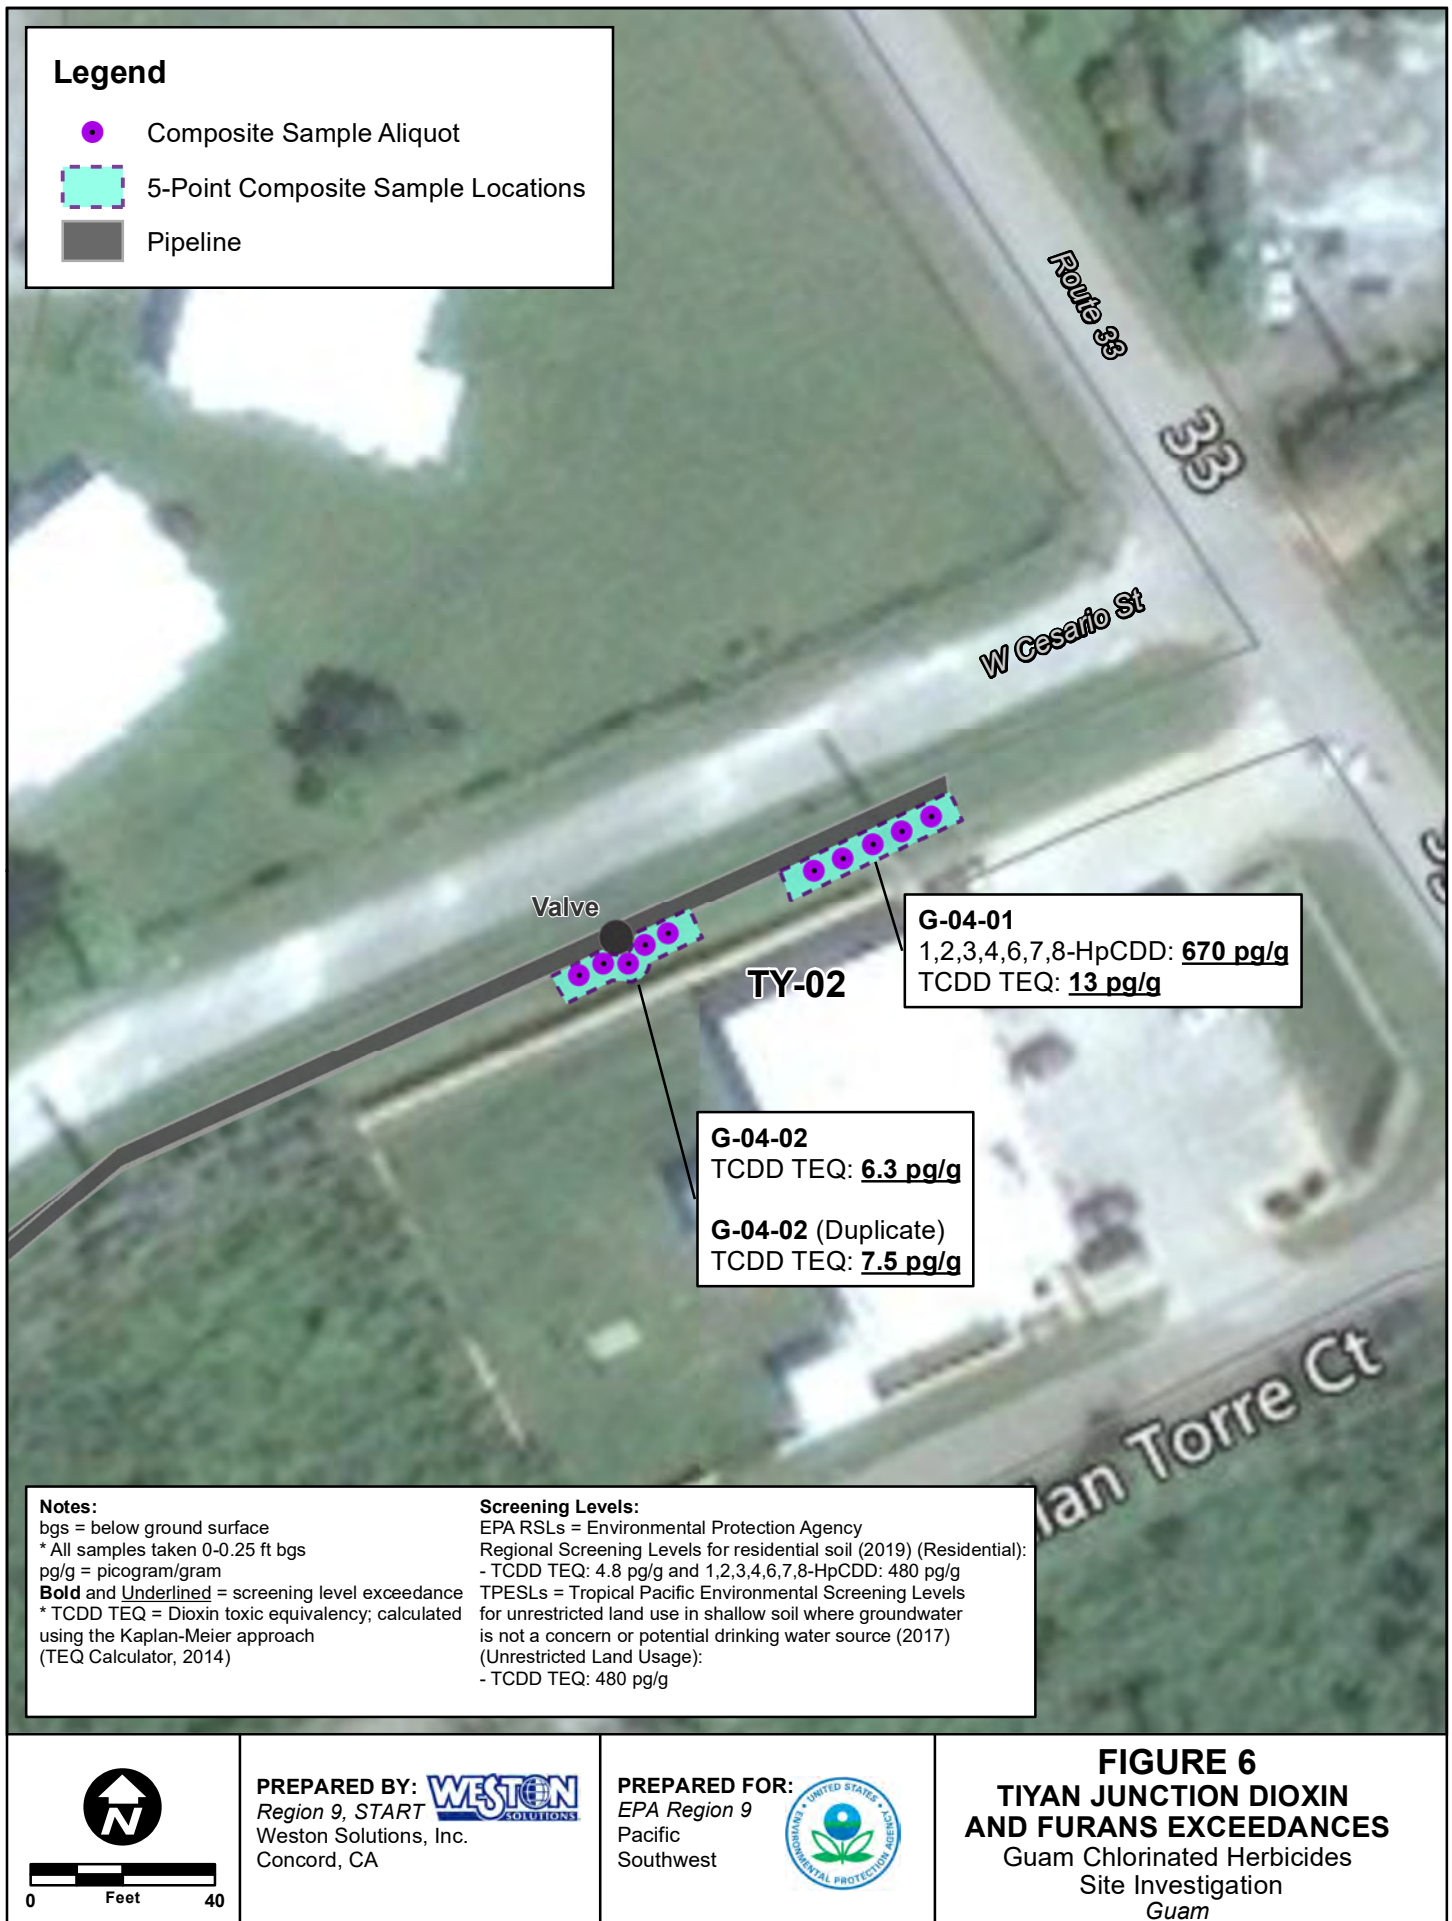 Legend
Composite Sample Aliquot
5-Point Composite Sample Locations
Pipeline
Route 33
33
W Cesario St
Valve
TY-02
G-04-01
1,2,3,4,6,7,8-HpCDD: 670 pg/g
TCDD TEQ: 13 pg/g
G-04-02
TCDD TEQ: 6.3 pg/g
G-04-02 (Duplicate)
TCDD TEQ: 7.5 pg/g
lan Torre Ct
Notes:
bgs = below ground surface
* All samples taken 0-0.25 ft bgs
pg/g = picogram/gram
Bold and Underlined = screening level exceedance
* TCDD TEQ = Dioxin toxic equivalency; calculated
using the Kaplan-Meier approach
(TEQ Calculator, 2014)
Screening Levels:
EPA RSLs = Environmental Protection Agency
Regional Screening Levels for residential soil (2019) (Residential):
- TCDD TEQ: 4.8 pg/g and 1,2,3,4,6,7,8-HpCDD: 480 pg/g
TPESLs = Tropical Pacific Environmental Screening Levels
for unrestricted land use in shallow soil where groundwater
is not a concern or potential drinking water source (2017)
(Unrestricted Land Usage):
- TCDD TEQ: 480 pg/g
N
0 Feet 40
PREPARED BY: WESTON SOLUTIONS
Region 9, START
Weston Solutions, Inc.
Concord, CA
PREPARED FOR:
EPA Region 9
Pacific
Southwest
UNITED STATES
ENVIRONMENTAL PROTECTION AGENCY
FIGURE 6
TIYAN JUNCTION DIOXIN
AND FURANS EXCEEDANCES
Guam Chlorinated Herbicides
Site Investigation
Guam